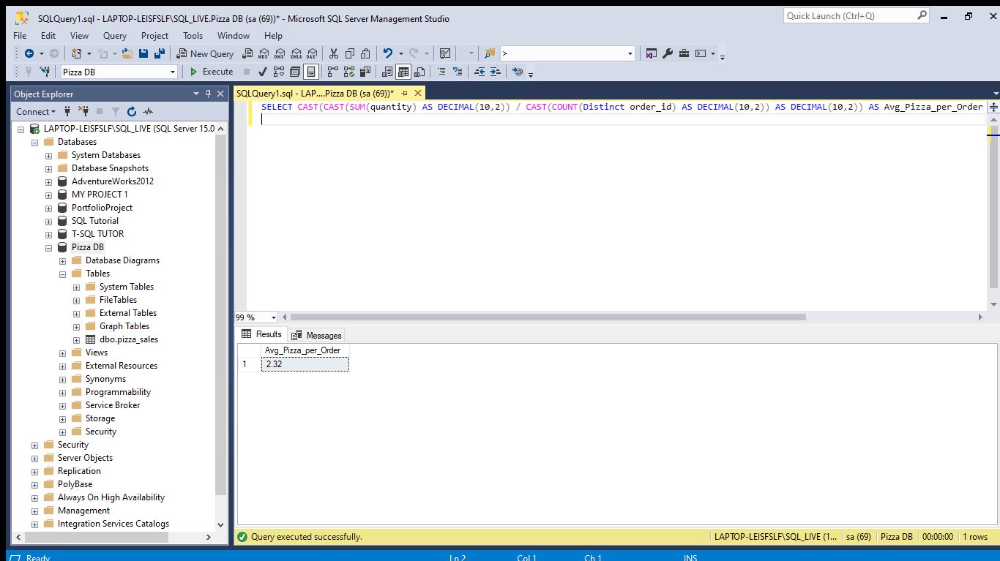 SQLQuery1.sql - LAPTOP-LEISFSLF\SQL_LIVE.Pizza DB (sa (69))* - Microsoft SQL Server Management Studio
Quick Launch (Ctrl+Q)
File Edit View Query Project Tools Window Help
New Query MDX DMX XMLA DAX >
Pizza DB Execute
Object Explorer
SQLQuery1.sql - LAP....Pizza DB (sa (69))*
Connect
SELECT CAST(CAST(SUM(quantity) AS DECIMAL(10,2)) / CAST(COUNT(Distinct order_id) AS DECIMAL(10,2)) AS DECIMAL(10,2)) AS Avg_Pizza_per_Order
LAPTOP-LEISFSLF\SQL_LIVE (SQL Server 15.0
Databases
System Databases
Database Snapshots
AdventureWorks2012
MY PROJECT 1
PortfolioProject
SQL Tutorial
T-SQL TUTOR
Pizza DB
Database Diagrams
Tables
System Tables
FileTables
External Tables
Graph Tables
dbo.pizza_sales
Views
External Resources
Synonyms
Programmability
Service Broker
Storage
Security
Security
Server Objects
Replication
PolyBase
Always On High Availability
Management
Integration Services Catalogs
99 %
Results Messages
Avg_Pizza_per_Order
1 2.32
Query executed successfully. LAPTOP-LEISFSLF\SQL_LIVE (1... sa (69) Pizza DB 00:00:00 1 rows
Ready Ln 2 Col 1 Ch 1 INS